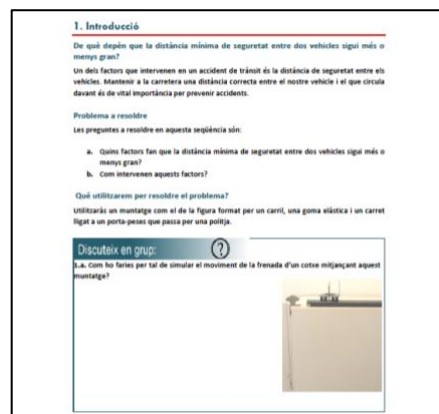 1. Introducció
De què depèn que la distància mínima de seguretat entre dos vehicles sigui més o
menys gran?
Un dels factors que intervenen en un accident de trànsit és la distància de seguretat entre els
vehicles. Mantenir a la carretera una distància correcta entre el nostre vehicle i el que circula
davant és de vital importància per prevenir accidents.
Problema a resoldre
Les preguntes a resoldre en aquesta seqüència són:
a. Quins factors fan que la distància mínima de seguretat entre dos vehicles sigui més o
menys gran?
b. Com intervenen aquests factors?
Què utilitzarem per resoldre el problema?
Utilitzaràs un muntatge com el de la figura format per un carril, una goma elàstica i un carret
lligat a un porta-peses que passa per una politja.
Discuteix en grup: ?
1.a. Com ho faries per tal de simular el moviment de la frenada d'un cotxe mitjançant aquest
muntatge?